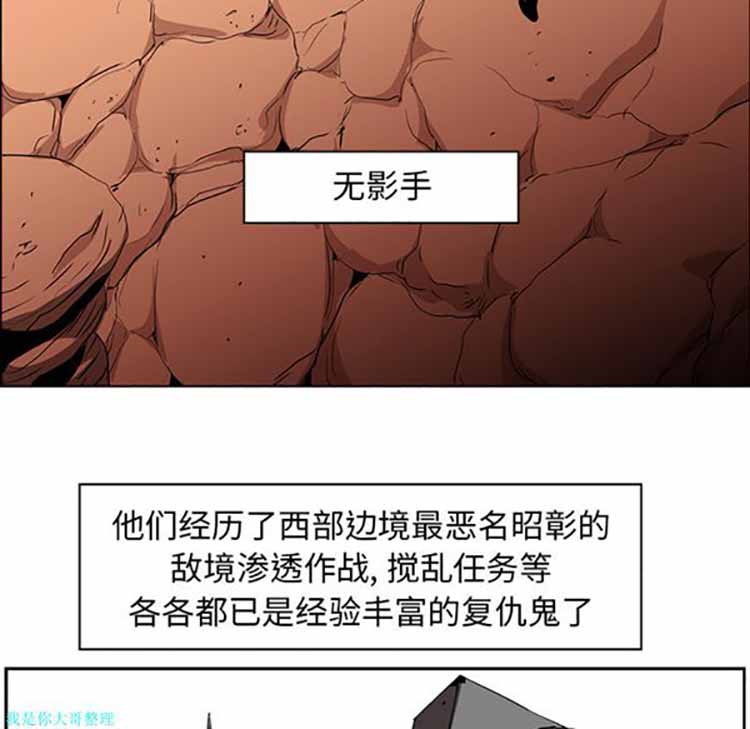 无影手
他们经历了西部边境最恶名昭彰的
敌境渗透作战, 搅乱任务等
各各都已是经验丰富的复仇鬼了
我是你大哥整理